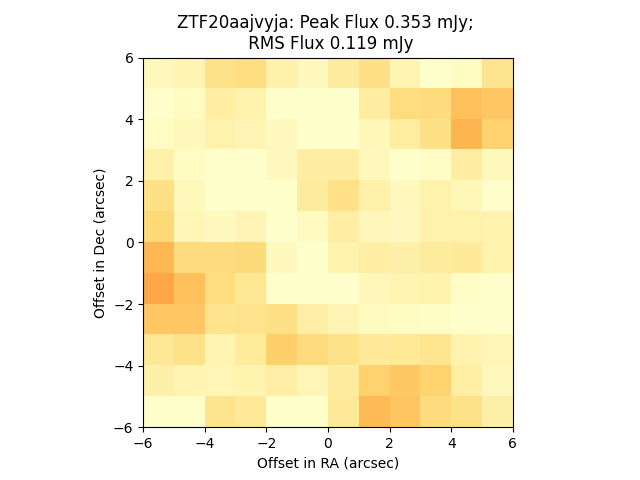 ZTF20aajvyja: Peak Flux 0.353 mJy;
RMS Flux 0.119 mJy
6
4
2
0
−2
−4
−6
Offset in Dec (arcsec)
−6 −4 −2 0 2 4 6
Offset in RA (arcsec)